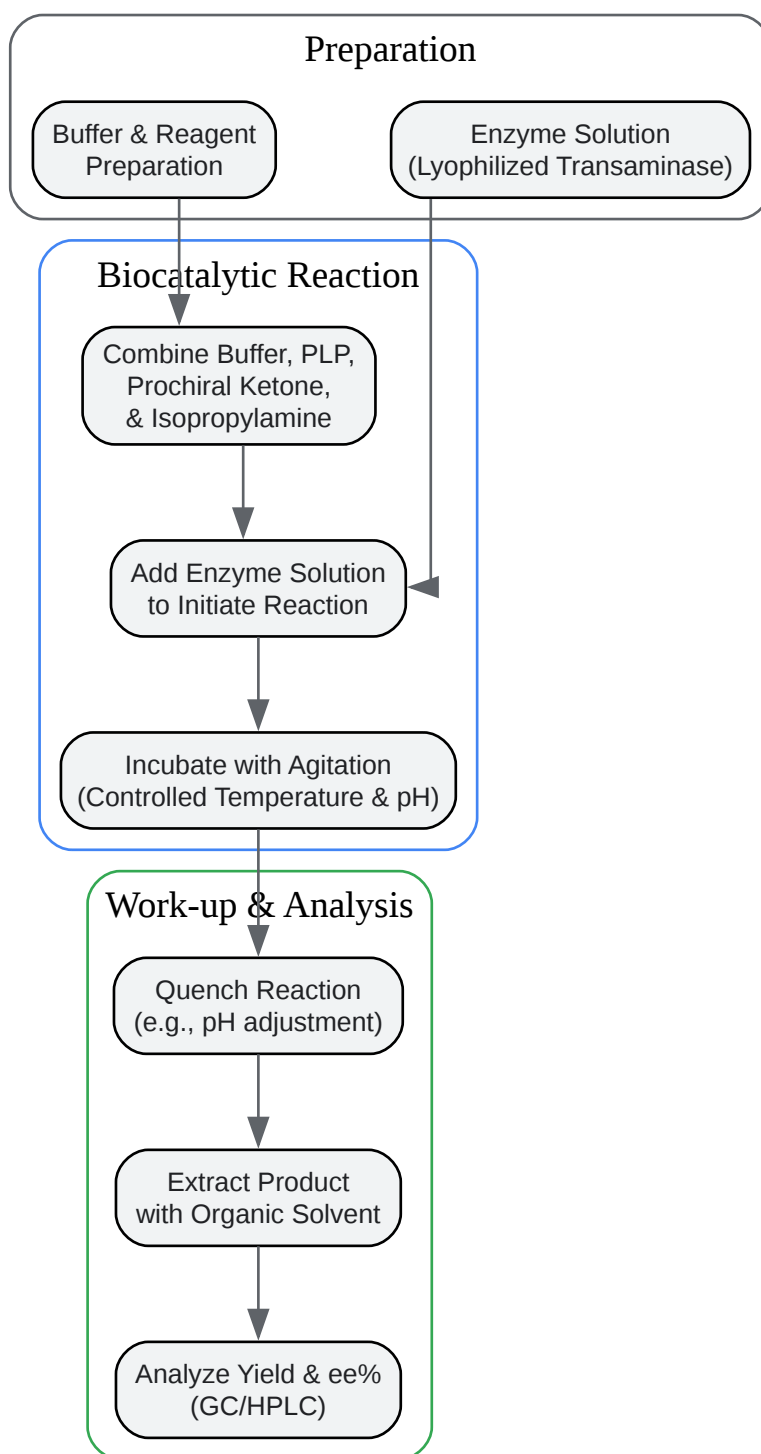 Preparation
Buffer & Reagent
Preparation
Enzyme Solution
(Lyophilized Transaminase)
Biocatalytic Reaction
Combine Buffer, PLP,
Prochiral Ketone,
& Isopropylamine
Add Enzyme Solution
to Initiate Reaction
Incubate with Agitation
(Controlled Temperature & pH)
Work-up & Analysis
Quench Reaction
(e.g., pH adjustment)
Extract Product
with Organic Solvent
Analyze Yield & ee%
(GC/HPLC)